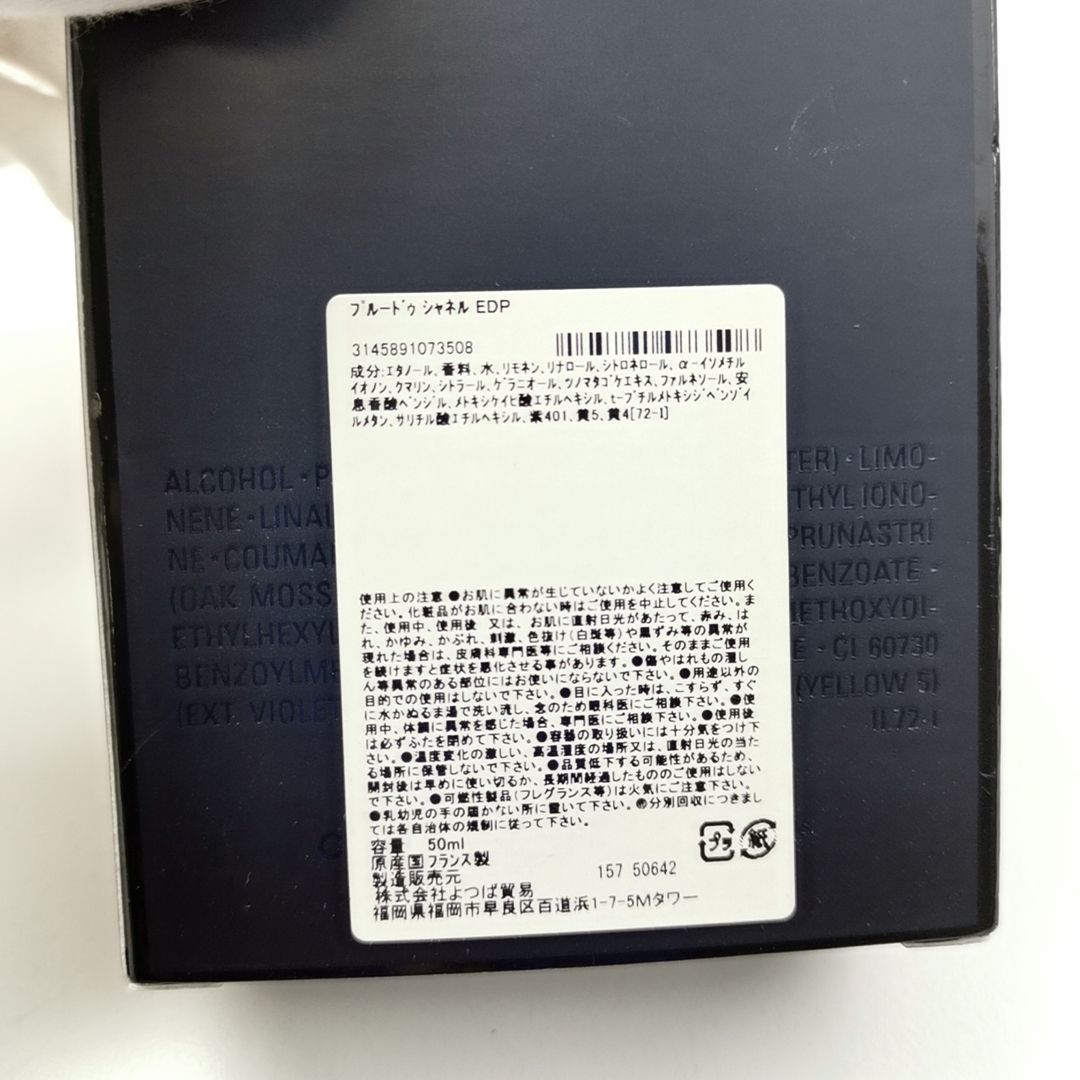 ブルードゥ シャネル EDP
3145891073508
成分:エタノール、香料、水、リモネン、リナロール、シトロネロール、α-イソメチル
イオノン、クマリン、シトラール、ゲラニオール、ツノマタゴケエキス、ファルネソール、安
息香酸ベンジル、メトキシケイヒ酸エチルヘキシル、t-ブチルメトキシジベンゾイ
ルメタン、サリチル酸エチルヘキシル、紫401、黄5、黄4[72-I]
ALCOHOL · P TER) · LIMO-
NENE · LINAL THYL IONO-
NE · COUMA PRUNASTRI
(OAK MOSS BENZOATE ·
ETHYLHEXYL METHOXYDI-
BENZOYLME E · CI 60730
(EXT. VIOLET (YELLOW 5)
IL72-I
使用上の注意 ●お肌に異常が生じていないかよく注意してご使用く
ださい。化粧品がお肌に合わない時はご使用を中止してください。ま
た、使用中、使用後 又は、お肌に直射日光があたって、赤み、は
れ、かゆみ、かぶれ、刺激、色抜け(白斑等)や黒ずみ等の異常が
現れた場合は、皮膚科専門医等にご相談ください。そのままご使用
を続けますと症状を悪化させる事があります。●傷やはれもの湿し
ん等異常のある部位にはお使いにならないで下さい。●用途以外の
目的での使用はしないで下さい。●目に入った時は、こすらず、すぐ
に水かぬるま湯で洗い流し、念のため眼科医にご相談下さい。●使
用中、体調に異常を感じた場合、専門医にご相談下さい。●使用後
は必ずふたを閉めて下さい。●容器の取り扱いには十分気をつけ下
さい。●温度変化の激しい、高温湿度の場所又は、直射日光の当た
る場所に保管しないで下さい。●品質低下する可能性があるため、
開封後は早めに使い切るか、長期間経過したもののご使用はしない
で下さい。●可燃性製品(フレグランス等)は火気にご注意下さい。
●乳幼児の手の届かない所に置いて下さい。●分別回収につきまし
ては各自治体の規制に従って下さい。
容量 50ml
原産国 フランス製
製造販売元
157 50642
プラ 紙
株式会社よつば貿易
福岡県福岡市早良区百道浜1-7-5Mタワー